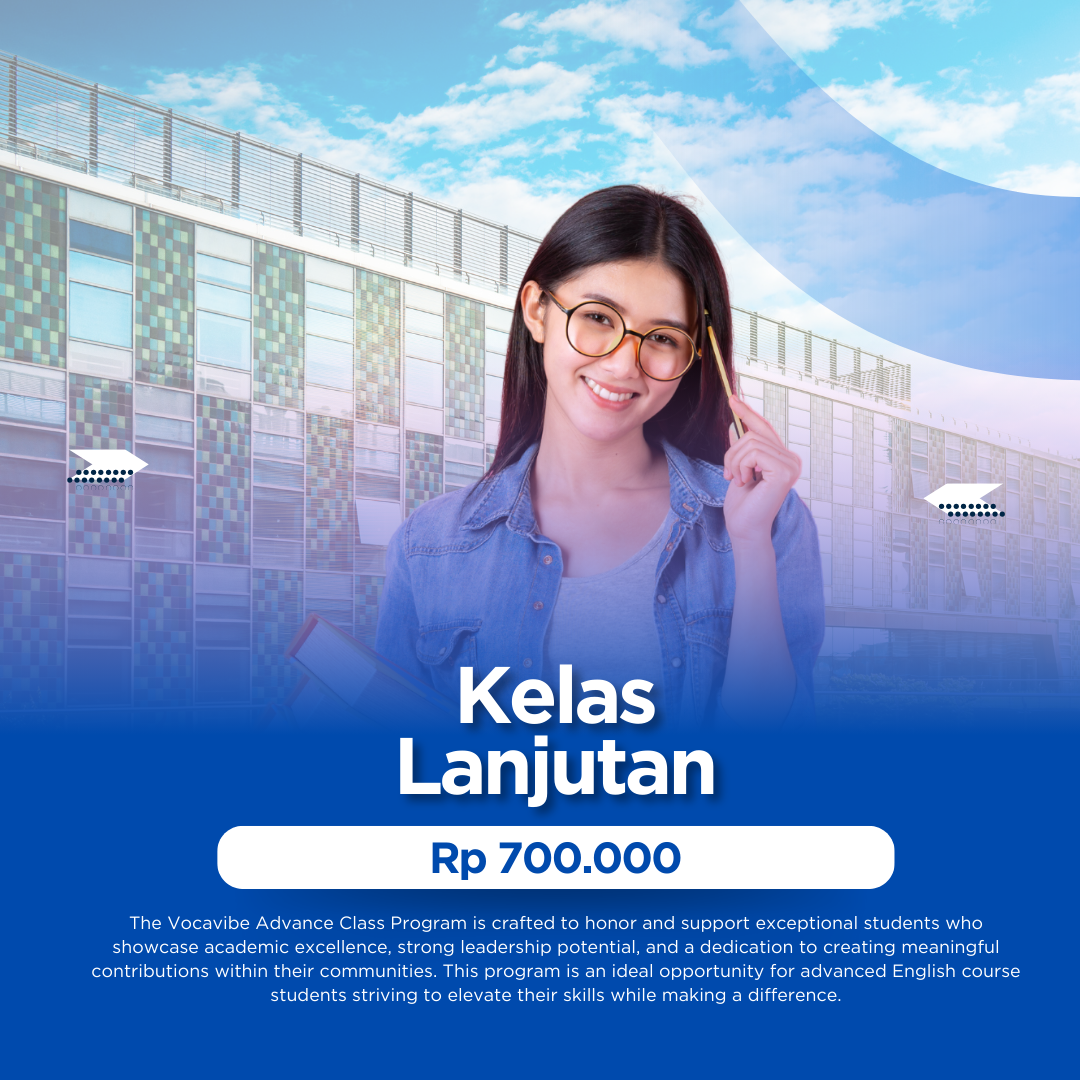 Kelas
Lanjutan
Rp 700.000
The Vocavibe Advance Class Program is crafted to honor and support exceptional students who
showcase academic excellence, strong leadership potential, and a dedication to creating meaningful
contributions within their communities. This program is an ideal opportunity for advanced English course
students striving to elevate their skills while making a difference.